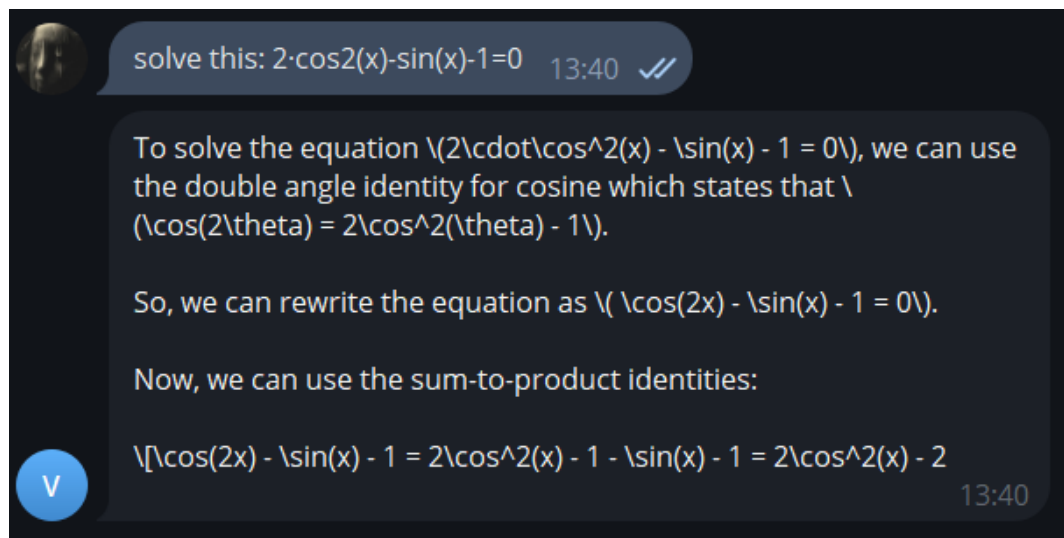 solve this: 2·cos2(x)-sin(x)-1=0 13:40
To solve the equation \(2\cdot\cos^2(x) - \sin(x) - 1 = 0\), we can use
the double angle identity for cosine which states that \
(\cos(2\theta) = 2\cos^2(\theta) - 1\).
So, we can rewrite the equation as \( \cos(2x) - \sin(x) - 1 = 0\).
Now, we can use the sum-to-product identities:
\[\cos(2x) - \sin(x) - 1 = 2\cos^2(x) - 1 - \sin(x) - 1 = 2\cos^2(x) - 2
V
13:40